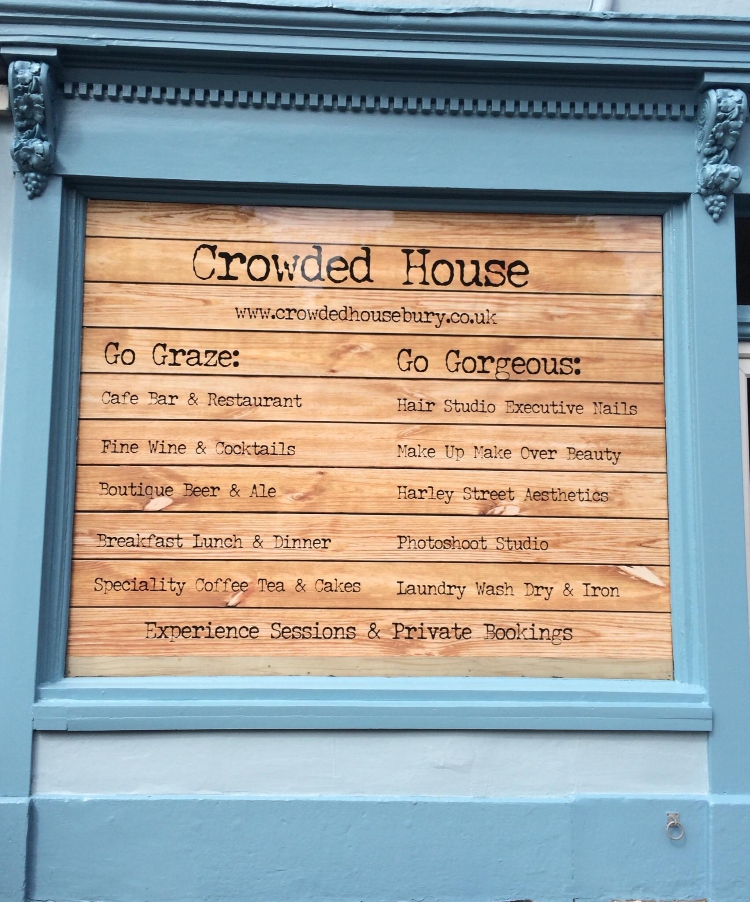 Crowded House
www.crowdedhousebury.co.uk
Go Graze:
Cafe Bar & Restaurant
Fine Wine & Cocktails
Boutique Beer & Ale
Breakfast Lunch & Dinner
Speciality Coffee Tea & Cakes
Go Gorgeous:
Hair Studio Executive Nails
Make Up Make Over Beauty
Harley Street Aesthetics
Photoshoot Studio
Laundry Wash Dry & Iron
Experience Sessions & Private Bookings